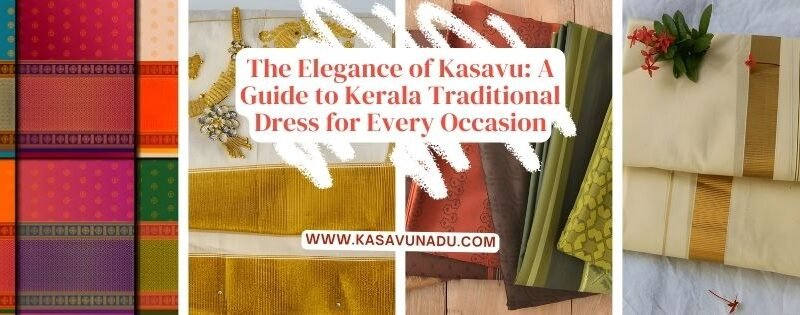 The Elegance of Kasavu: A
Guide to Kerala Traditional
Dress for Every Occasion
WWW.KASAVUNADU.COM